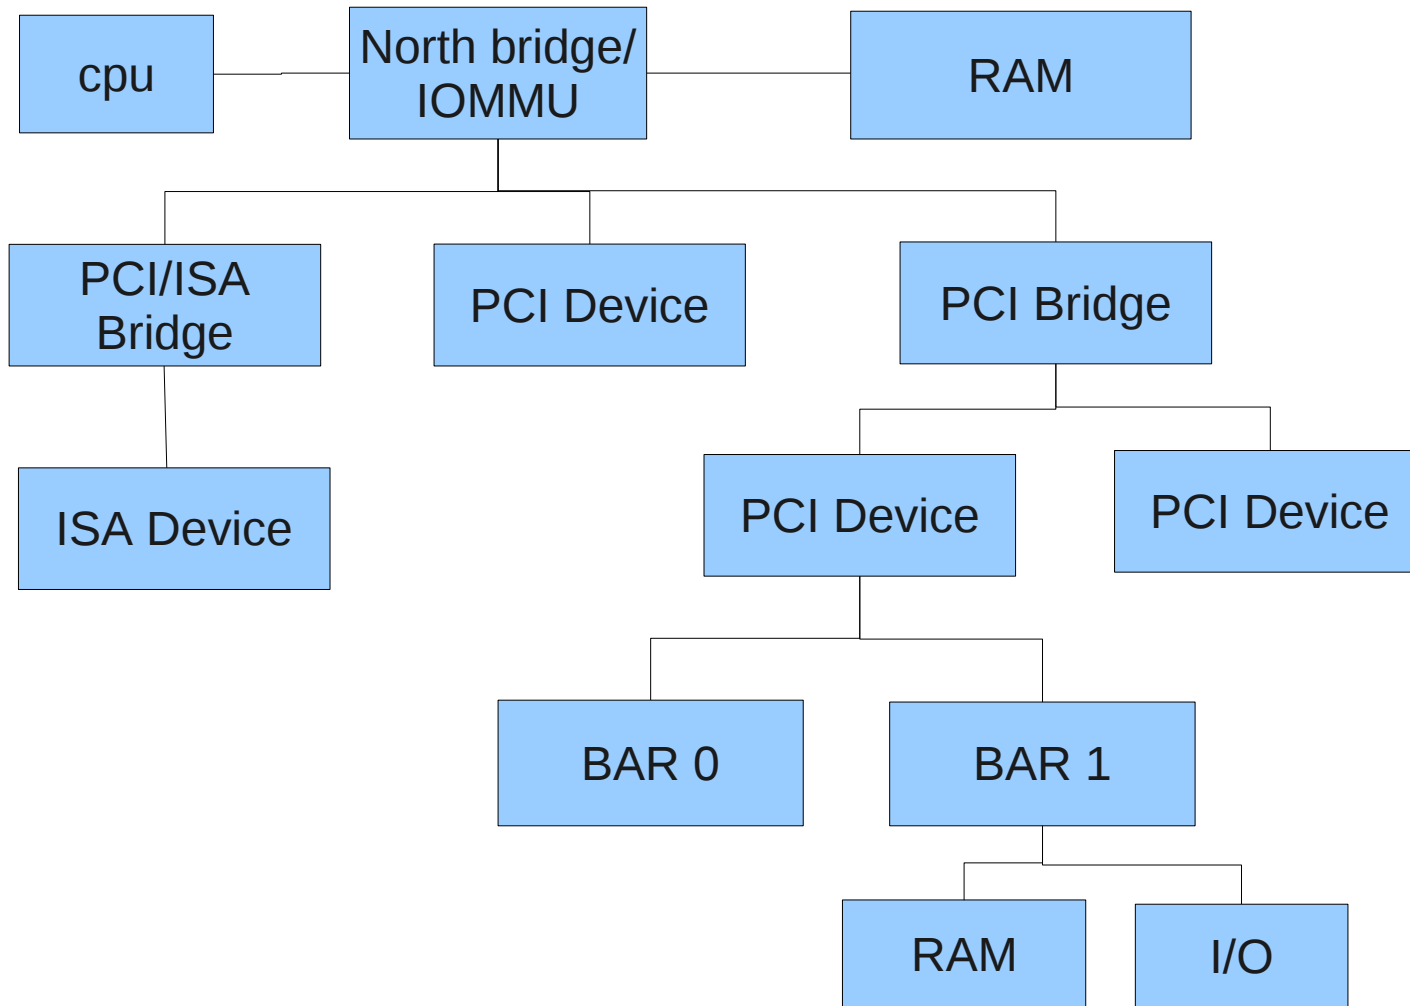 cpu
North bridge/
IOMMU
RAM
PCI/ISA
Bridge
PCI Device
PCI Bridge
ISA Device
PCI Device
PCI Device
BAR 0
BAR 1
RAM
I/O